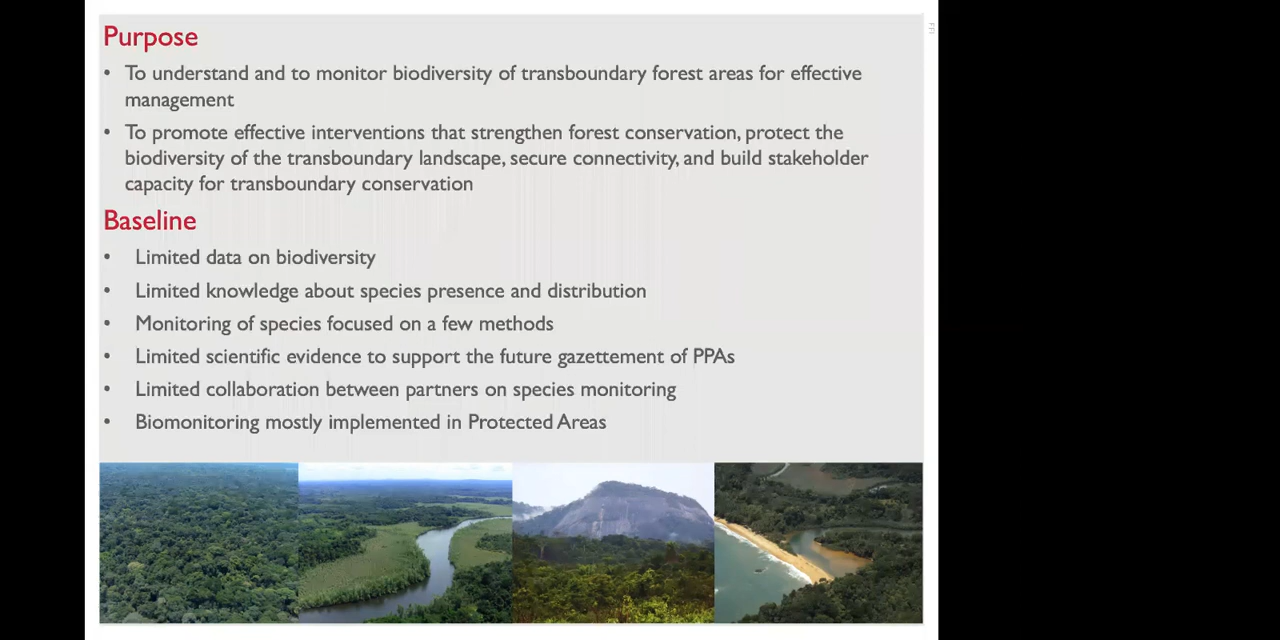 Purpose
• To understand and to monitor biodiversity of transboundary forest areas for effective
management
• To promote effective interventions that strengthen forest conservation, protect the
biodiversity of the transboundary landscape, secure connectivity, and build stakeholder
capacity for transboundary conservation
Baseline
• Limited data on biodiversity
• Limited knowledge about species presence and distribution
• Monitoring of species focused on a few methods
• Limited scientific evidence to support the future gazettement of PPAs
• Limited collaboration between partners on species monitoring
• Biomonitoring mostly implemented in Protected Areas